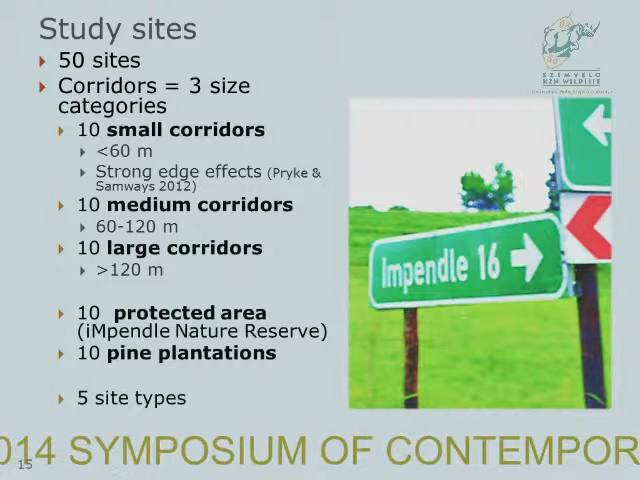 Study sites
50 sites
Corridors = 3 size
categories
10 small corridors
<60 m
Strong edge effects (Pryke &
Samways 2012)
10 medium corridors
60-120 m
10 large corridors
>120 m
10 protected area
(iMpendle Nature Reserve)
10 pine plantations
5 site types
Impendle 16
EZEMVELO
KZN WILDLIFE
014 SYMPOSIUM OF CONTEMPOR
15